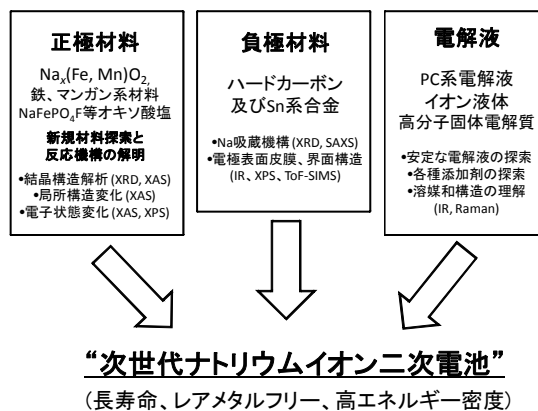 正極材料
Naₓ(Fe, Mn)O₂,
鉄、マンガン系材料
NaFePO₄F等オキソ酸塩
新規材料探索と
反応機構の解明
•結晶構造解析 (XRD, XAS)
•局所構造変化 (XAS)
•電子状態変化 (XAS, XPS)
負極材料
ハードカーボン
及びSn系合金
•Na吸蔵機構 (XRD, SAXS)
•電極表面皮膜、界面構造
(IR、XPS、ToF-SIMS)
電解液
PC系電解液
イオン液体
高分子固体電解質
•安定な電解液の探索
•各種添加剤の探索
•溶媒和構造の理解
(IR, Raman)
“次世代ナトリウムイオン二次電池”
(長寿命、レアメタルフリー、高エネルギー密度)